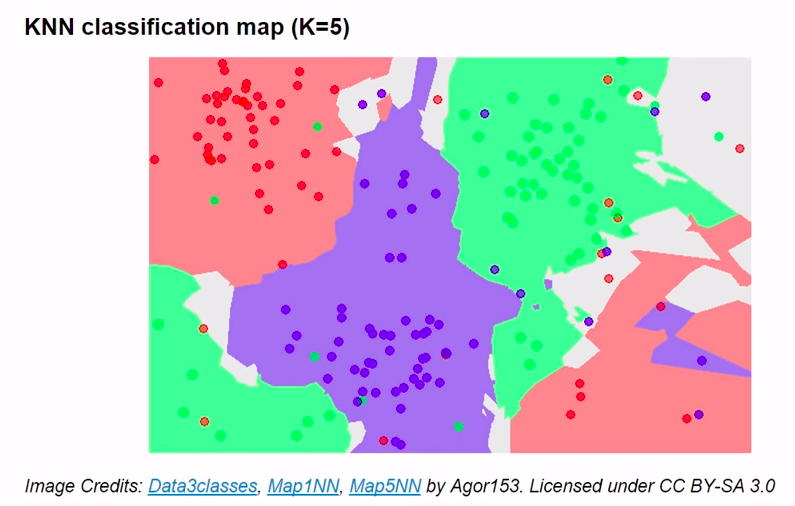 KNN classification map (K=5)
Image Credits: Data3classes, Map1NN, Map5NN by Agor153. Licensed under CC BY-SA 3.0